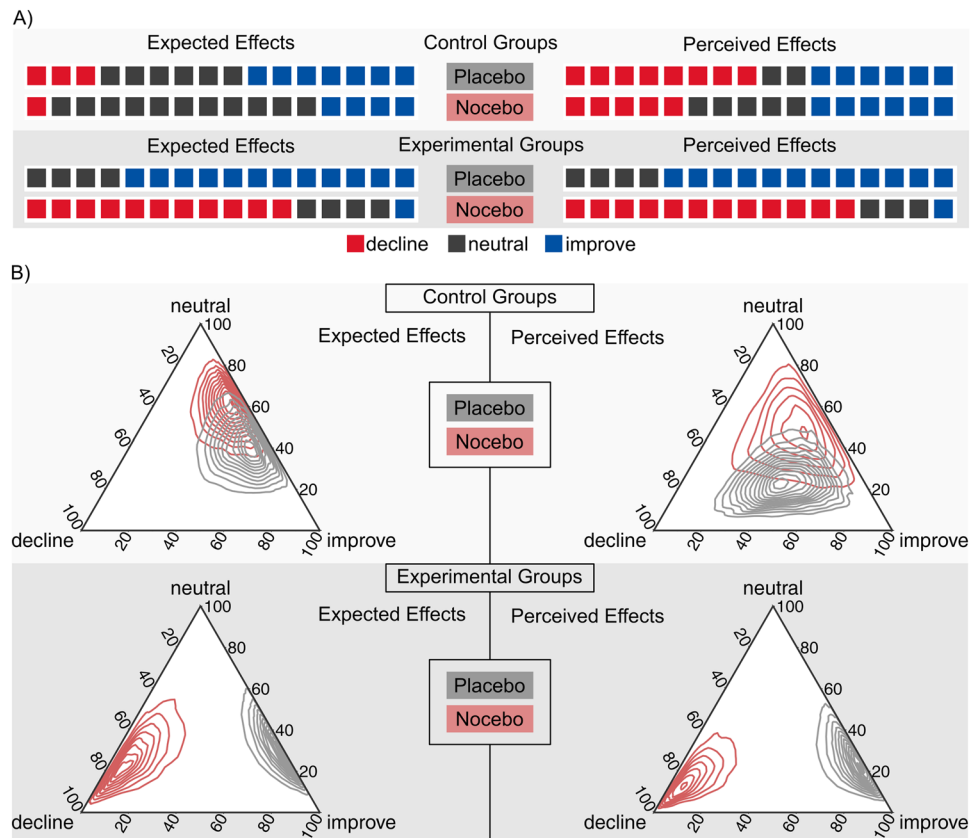 A)
Expected Effects Control Groups Perceived Effects
Placebo
Nocebo
Expected Effects Experimental Groups Perceived Effects
Placebo
Nocebo
decline neutral improve
B)
Control Groups
Expected Effects Perceived Effects
Placebo
Nocebo
neutral
100
80
60
40
20
20
40
60
80
100
decline 20 40 60 80 100 improve
neutral
100
80
60
40
20
20
40
60
80
100
decline 20 40 60 80 100 improve
Experimental Groups
Expected Effects Perceived Effects
Placebo
Nocebo
neutral
100
80
60
40
20
20
40
60
80
100
decline 20 40 60 80 100 improve
neutral
100
80
60
40
20
20
40
60
80
100
decline 20 40 60 80 100 improve